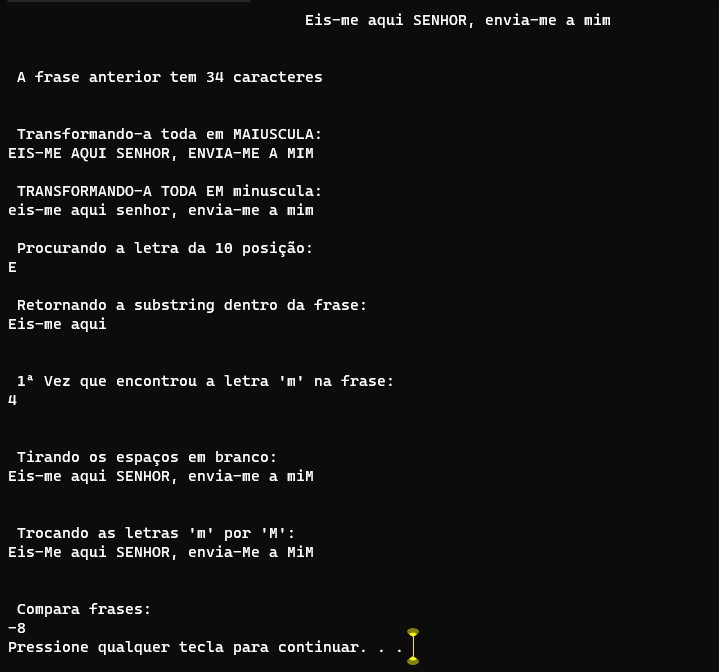 Eis-me aqui SENHOR, envia-me a mim
A frase anterior tem 34 caracteres
Transformando-a toda em MAIUSCULA:
EIS-ME AQUI SENHOR, ENVIA-ME A MIM
TRANSFORMANDO-A TODA EM minuscula:
eis-me aqui senhor, envia-me a mim
Procurando a letra da 10 posição:
E
Retornando a substring dentro da frase:
Eis-me aqui
1ª Vez que encontrou a letra 'm' na frase:
4
Tirando os espaços em branco:
Eis-me aqui SENHOR, envia-me a miM
Trocando as letras 'm' por 'M':
Eis-Me aqui SENHOR, envia-Me a MiM
Compara frases:
-8
Pressione qualquer tecla para continuar. . .